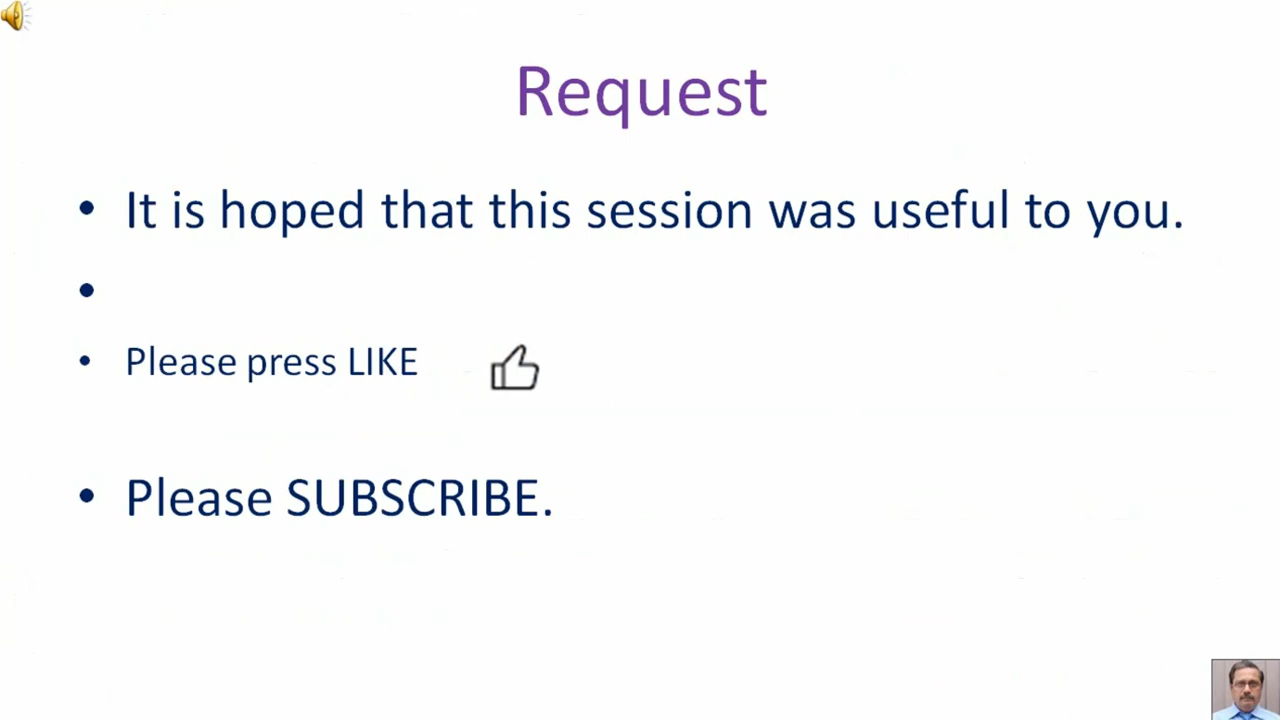 Request
• It is hoped that this session was useful to you.
•
• Please press LIKE
• Please SUBSCRIBE.